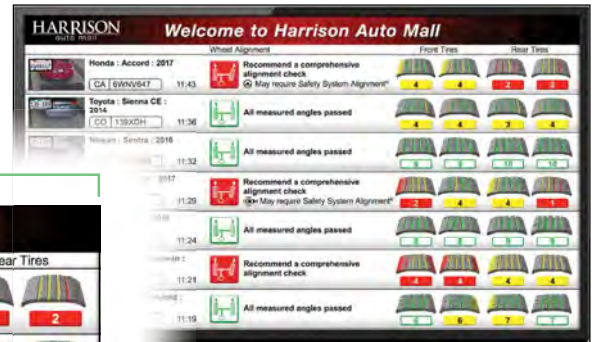 HARRISON
auto mall
Welcome to Harrison Auto Mall
Wheel Alignment Front Tires Rear Tires
Honda : Accord : 2017
CA 6WNV647 11:43
Recommend a comprehensive
alignment check
May require Safety System Alignment*
4 4 2 2
Toyota : Sienna CE :
2014
CO 139XDH 11:36
All measured angles passed
4 4 3 4
Nissan : Sentra : 2016
11:32
All measured angles passed
10 10
2017
11:29
Recommend a comprehensive
alignment check
May require Safety System Alignment*
2 4 4 1
11:24
All measured angles passed
11:21
Recommend a comprehensive
alignment check
4 4 4 4
11:19
All measured angles passed
6 7 7
ear Tires
2